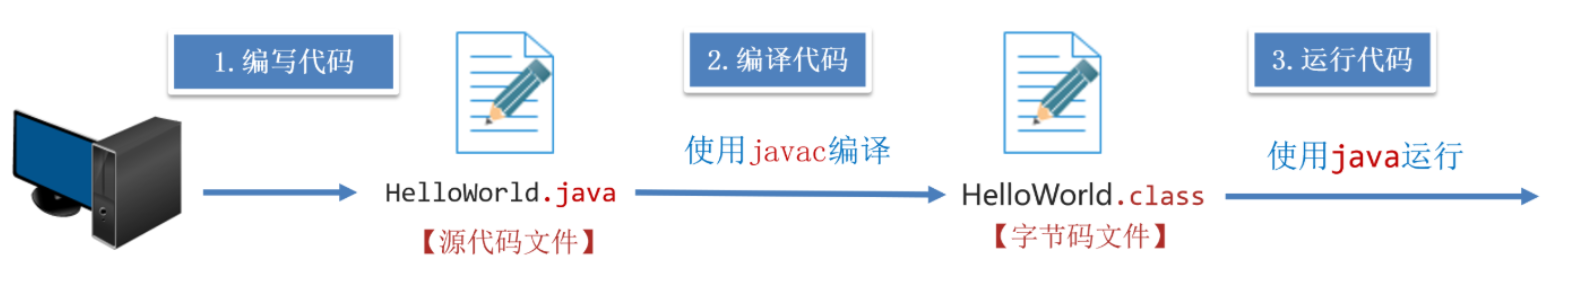 1.编写代码
2.编译代码
3.运行代码
使用javac编译
使用java运行
HelloWorld.java
HelloWorld.class
【源代码文件】
【字节码文件】